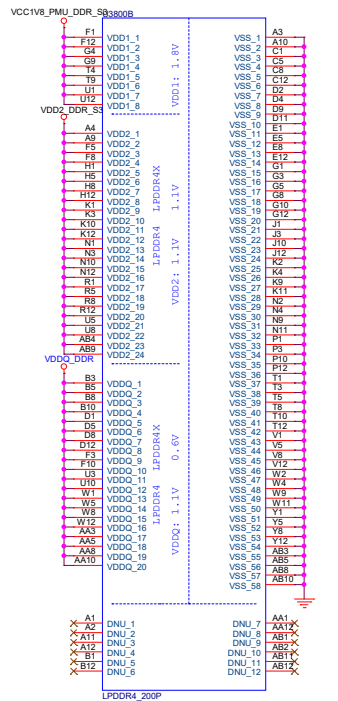 VCC1V8_PMU_DDR_S3
F1 VDD1_1
F12 VDD1_2
G4 VDD1_3
G9 VDD1_4
T4 VDD1_5
T9 VDD1_6
U1 VDD1_7
U12 VDD1_8
VDD1: 1.8V
VDD2_DDR_S3
A4 VDD2_1
A9 VDD2_2
F5 VDD2_3
F8 VDD2_4
H1 VDD2_5
H5 VDD2_6
H8 VDD2_7
H12 VDD2_8
K1 VDD2_9
K3 VDD2_10
K10 VDD2_11
K12 VDD2_12
N1 VDD2_13
N3 VDD2_14
N10 VDD2_15
N12 VDD2_16
R1 VDD2_17
R5 VDD2_18
R8 VDD2_19
R12 VDD2_20
U5 VDD2_21
U8 VDD2_22
AB4 VDD2_23
AB9 VDD2_24
LPDDR4X 1.1V
LPDDR4
VDD2: 1.1V
VDDQ_DDR
B3 VDDQ_1
B5 VDDQ_2
B8 VDDQ_3
B10 VDDQ_4
D1 VDDQ_5
D5 VDDQ_6
D8 VDDQ_7
D12 VDDQ_8
F3 VDDQ_9
F10 VDDQ_10
U3 VDDQ_11
U10 VDDQ_12
W1 VDDQ_13
W5 VDDQ_14
W8 VDDQ_15
W12 VDDQ_16
AA3 VDDQ_17
AA5 VDDQ_18
AA8 VDDQ_19
AA10 VDDQ_20
LPDDR4X 0.6V
LPDDR4
VDDQ: 1.1V
A1 DNU_1
A2 DNU_2
A11 DNU_3
A12 DNU_4
B1 DNU_5
B12 DNU_6
VSS_1 A3
VSS_2 A10
VSS_3 C1
VSS_4 C5
VSS_5 C8
VSS_6 C12
VSS_7 D2
VSS_8 D4
VSS_9 D9
VSS_10 D11
VSS_11 E1
VSS_12 E5
VSS_13 E8
VSS_14 E12
VSS_15 G1
VSS_16 G3
VSS_17 G5
VSS_18 G8
VSS_19 G10
VSS_20 G12
VSS_21 J1
VSS_22 J3
VSS_23 J10
VSS_24 J12
VSS_25 K2
VSS_26 K4
VSS_27 K9
VSS_28 K11
VSS_29 N2
VSS_30 N4
VSS_31 N9
VSS_32 N11
VSS_33 P1
VSS_34 P3
VSS_35 P10
VSS_36 P12
VSS_37 T1
VSS_38 T3
VSS_39 T5
VSS_40 T8
VSS_41 T10
VSS_42 T12
VSS_43 V1
VSS_44 V5
VSS_45 V8
VSS_46 V12
VSS_47 W2
VSS_48 W4
VSS_49 W9
VSS_50 W11
VSS_51 Y1
VSS_52 Y5
VSS_53 Y8
VSS_54 Y12
VSS_55 AB3
VSS_56 AB5
VSS_57 AB8
VSS_58 AB10
DNU_7 AA1
DNU_8 AA12
DNU_9 AB1
DNU_10 AB2
DNU_11 AB11
DNU_12 AB12
LPDDR4_200P